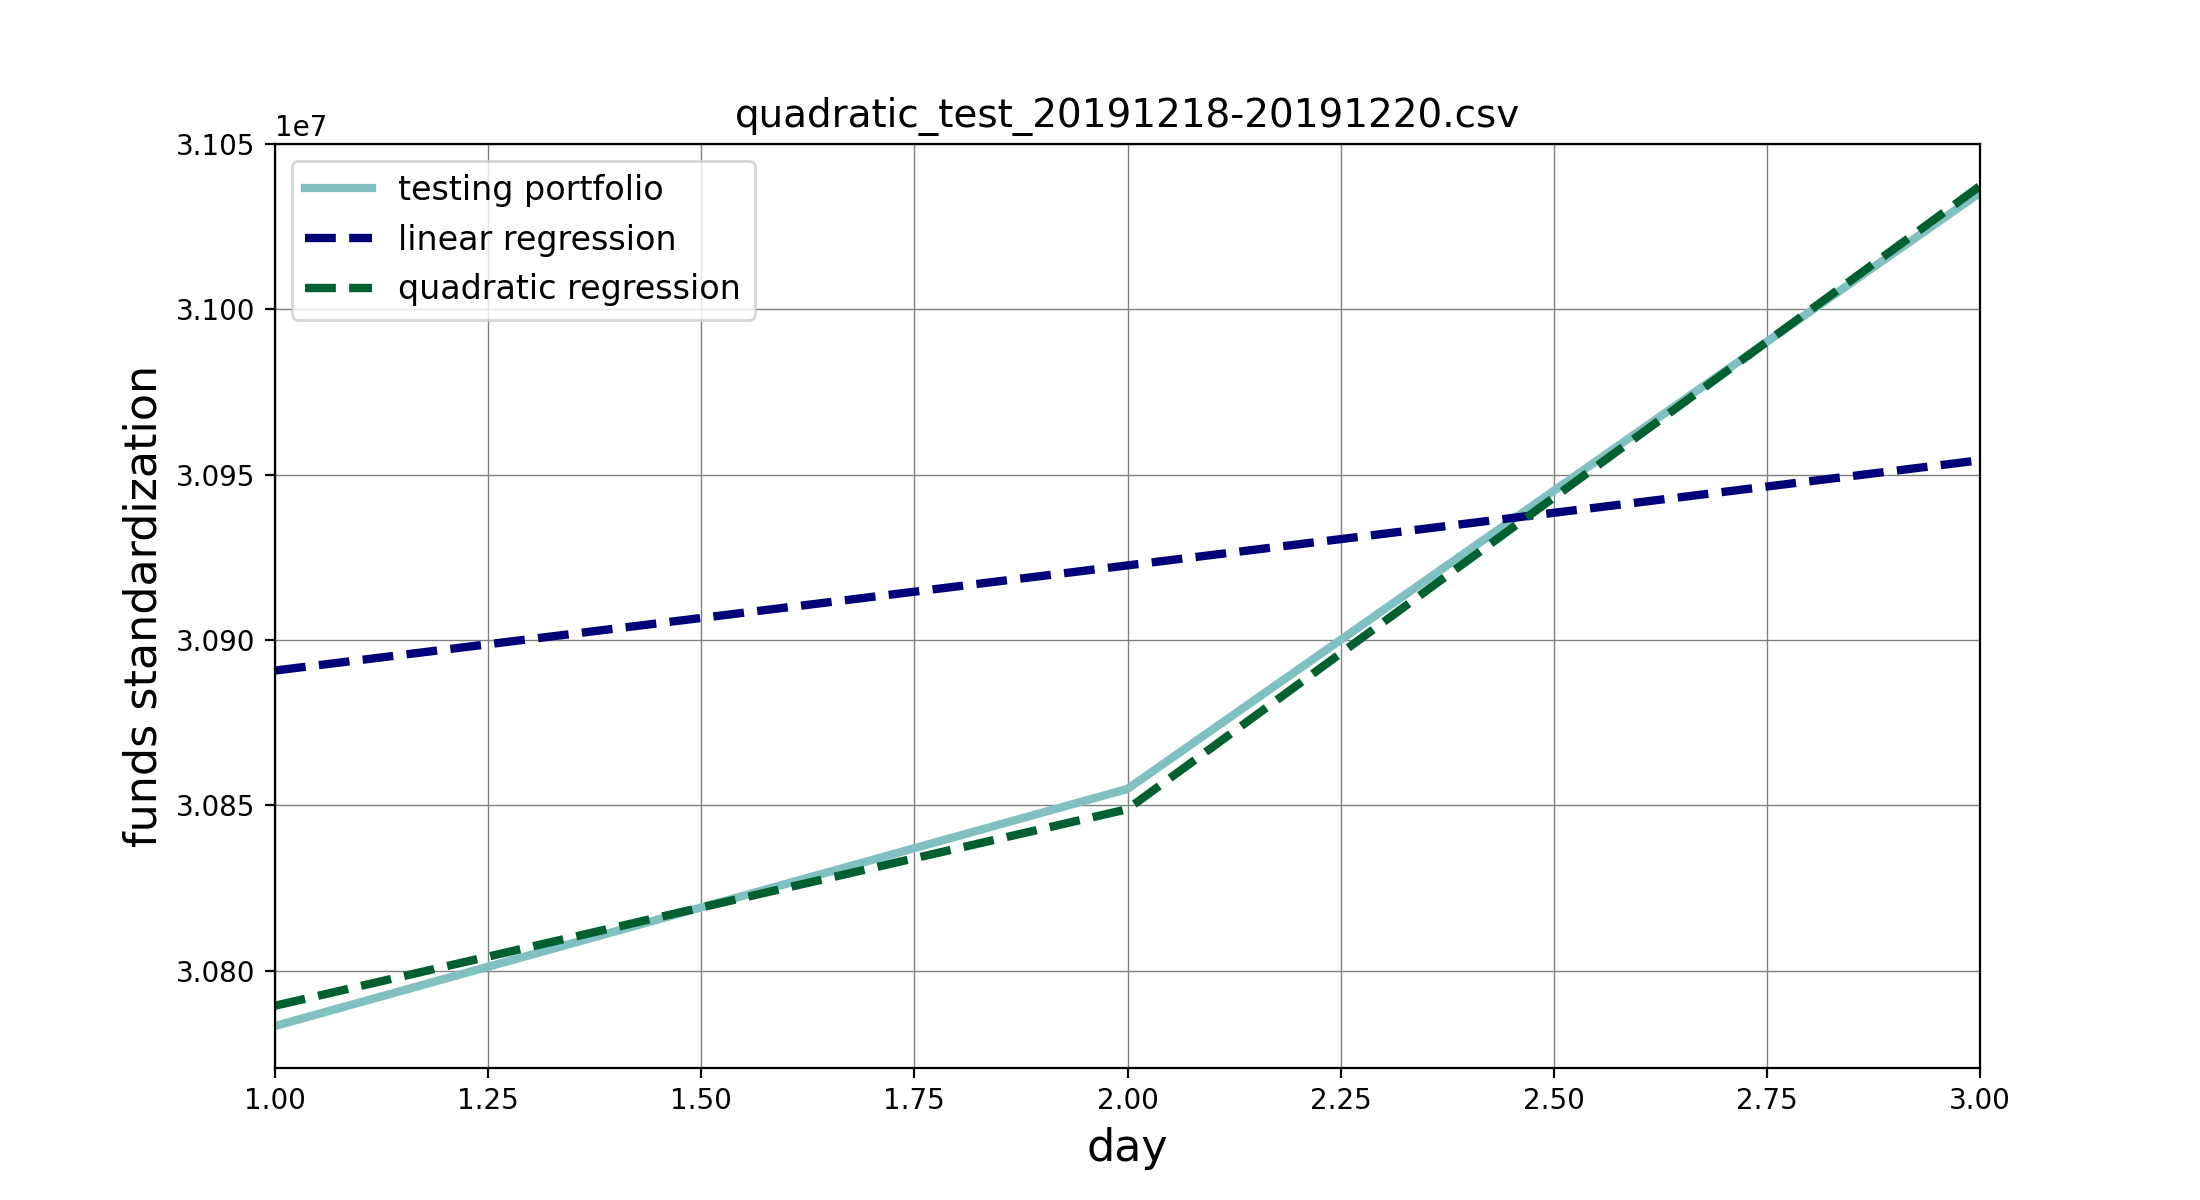 quadratic_test_20191218-20191220.csv
1e7
3.105
3.100
3.095
3.090
3.085
3.080
funds standardization
testing portfolio
linear regression
quadratic regression
1.00 1.25 1.50 1.75 2.00 2.25 2.50 2.75 3.00
day